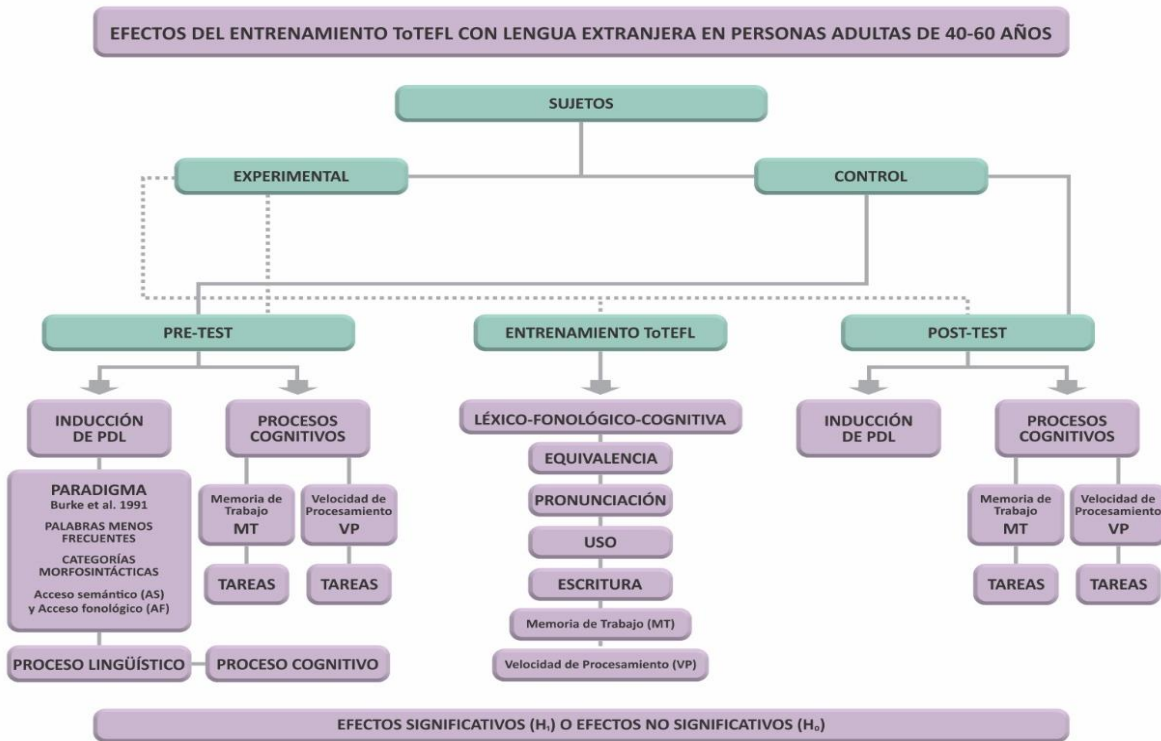 EFECTOS DEL ENTRENAMIENTO ToTEFL CON LENGUA EXTRANJERA EN PERSONAS ADULTAS DE 40-60 AÑOS
SUJETOS
EXPERIMENTAL
CONTROL
PRE-TEST
ENTRENAMIENTO ToTEFL
POST-TEST
INDUCCIÓN
DE PDL
PROCESOS
COGNITIVOS
PARADIGMA
Burke et al. 1991
PALABRAS MENOS
FRECUENTES
CATEGORÍAS
MORFOSINTÁCTICAS
Acceso semántico (AS)
y Acceso fonológico (AF)
Memoria de
Trabajo
MT
Velocidad de
Procesamiento
VP
TAREAS
TAREAS
PROCESO LINGÜÍSTICO
PROCESO COGNITIVO
LÉXICO-FONOLÓGICO-COGNITIVA
EQUIVALENCIA
PRONUNCIACIÓN
USO
ESCRITURA
Memoria de Trabajo (MT)
Velocidad de Procesamiento (VP)
INDUCCIÓN
DE PDL
PROCESOS
COGNITIVOS
Memoria de
Trabajo
MT
Velocidad de
Procesamiento
VP
TAREAS
TAREAS
EFECTOS SIGNIFICATIVOS (H₁) O EFECTOS NO SIGNIFICATIVOS (H₀)